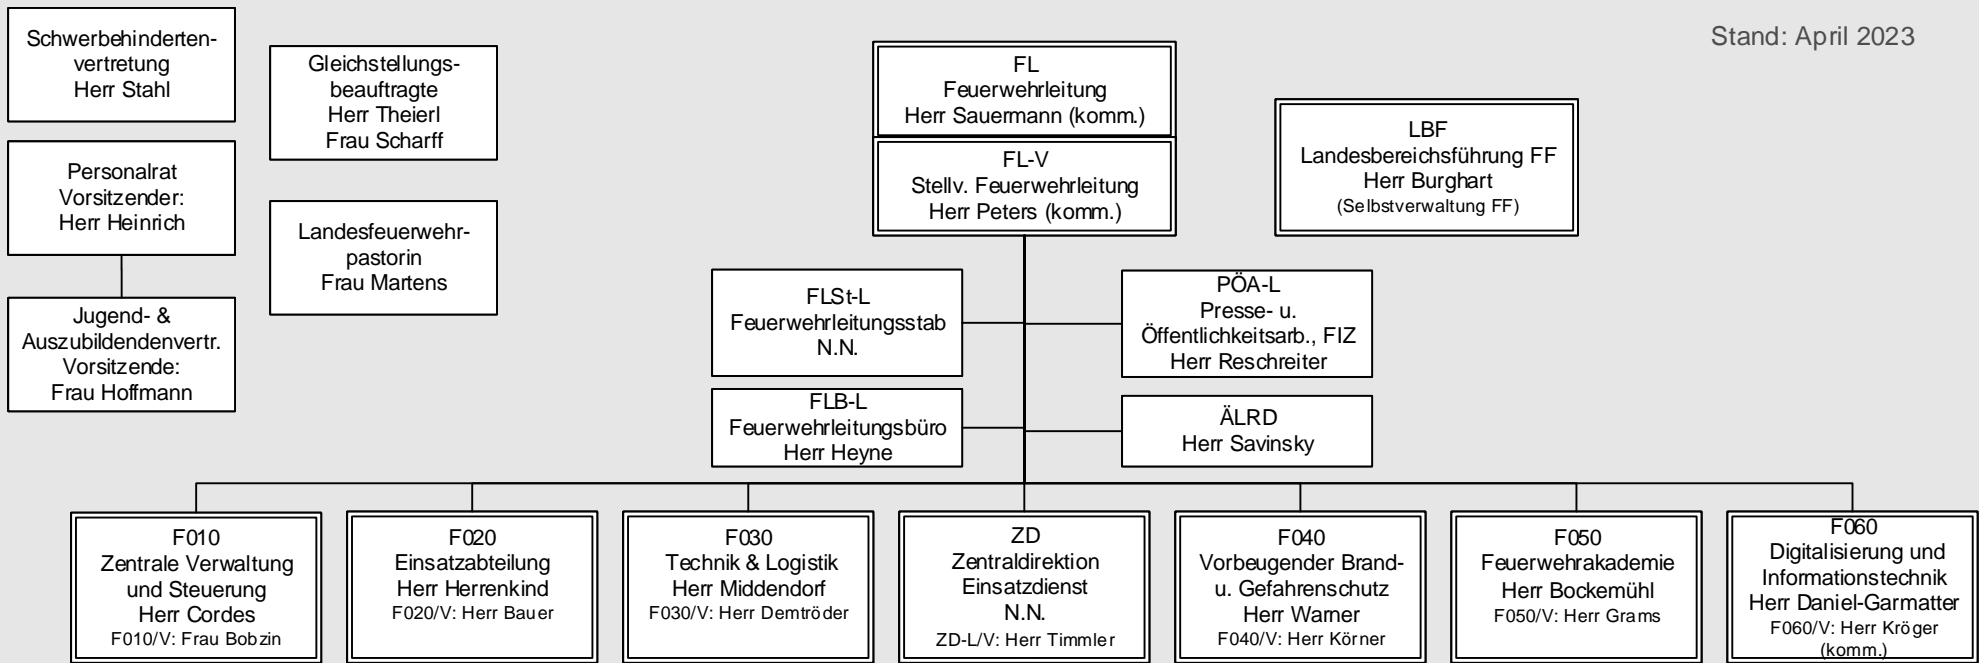 Schwerbehinderten-
vertretung
Herr Stahl
Gleichstellungs-
beauftragte
Herr Theierl
Frau Scharff
FL
Feuerwehrleitung
Herr Sauermann (komm.)
Stand: April 2023
Personalrat
Vorsitzender:
Herr Heinrich
FL-V
Stellv. Feuerwehrleitung
Herr Peters (komm.)
LBF
Landesbereichsführung FF
Herr Burghart
(Selbstverwaltung FF)
Landesfeuerwehr-
pastorin
Frau Martens
Jugend- &
Auszubildendenvertr.
Vorsitzende:
Frau Hoffmann
FLSt-L
Feuerwehrleitungsstab
N.N.
PÖA-L
Presse- u.
Öffentlichkeitsarb., FIZ
Herr Reschreiter
FLB-L
Feuerwehrleitungsbüro
Herr Heyne
ÄLRD
Herr Savinsky
F010
Zentrale Verwaltung
und Steuerung
Herr Cordes
F010/V: Frau Bobzin
F020
Einsatzabteilung
Herr Herrenkind
F020/V: Herr Bauer
F030
Technik & Logistik
Herr Middendorf
F030/V: Herr Demtröder
ZD
Zentraldirektion
Einsatzdienst
N.N.
ZD-L/V: Herr Timmler
F040
Vorbeugender Brand-
u. Gefahrenschutz
Herr Warner
F040/V: Herr Körner
F050
Feuerwehrakademie
Herr Bockemühl
F050/V: Herr Grams
F060
Digitalisierung und
Informationstechnik
Herr Daniel-Garmatter
F060/V: Herr Kröger
(komm.)